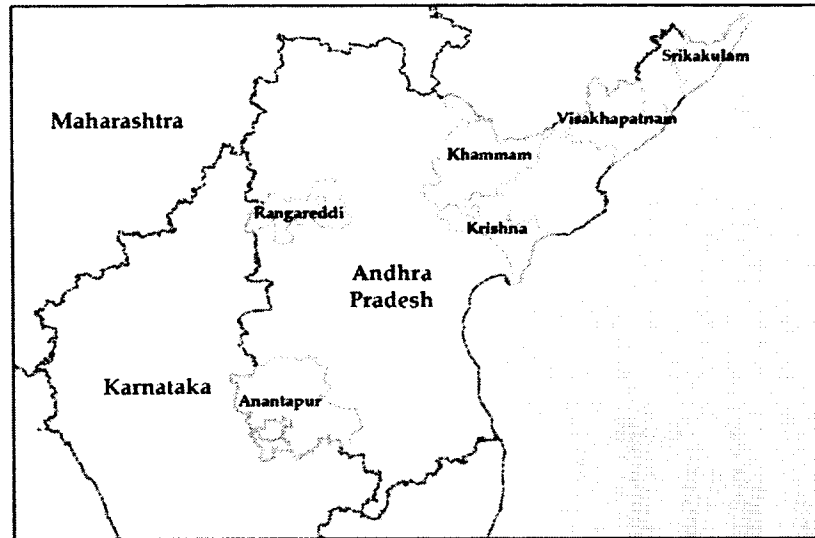 Srikakulam
Maharashtra
Visakhapatnam
Khammam
Rangareddi
Krishna
Andhra
Pradesh
Karnataka
Anantapur